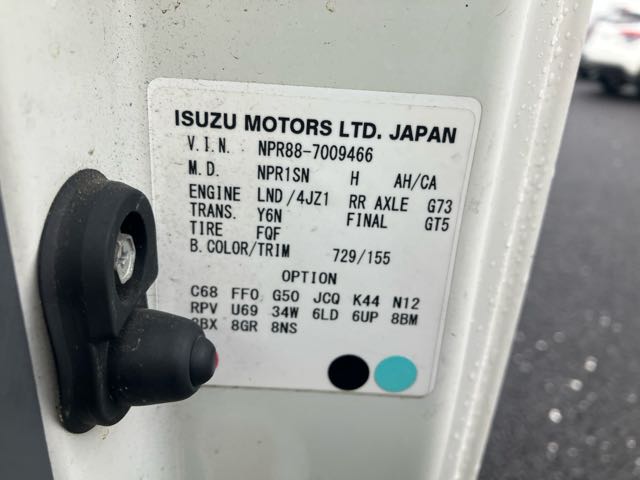 ISUZU MOTORS LTD. JAPAN
V.I.N. NPR88-7009466
M.D. NPR1SN H AH/CA
ENGINE LND/4JZ1 RR AXLE G73
TRANS. Y6N FINAL GT5
TIRE FQF
B.COLOR/TRIM 729/155
OPTION
C68 FF0 G50 JCQ K44 N12
RPV U69 34W 6LD 6UP 8BM
8BX 8GR 8NS